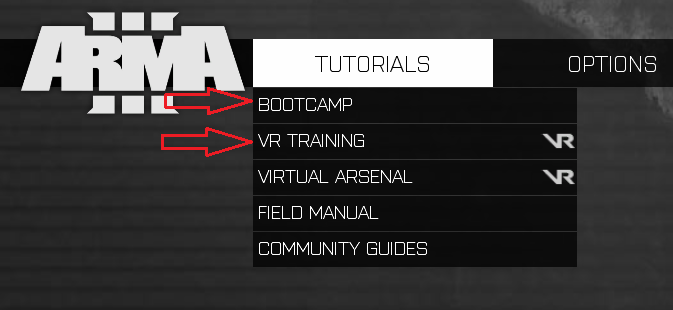 ARMA
III
TUTORIALS
OPTIONS
BOOTCAMP
VR TRAINING
VR
VIRTUAL ARSENAL
VR
FIELD MANUAL
COMMUNITY GUIDES